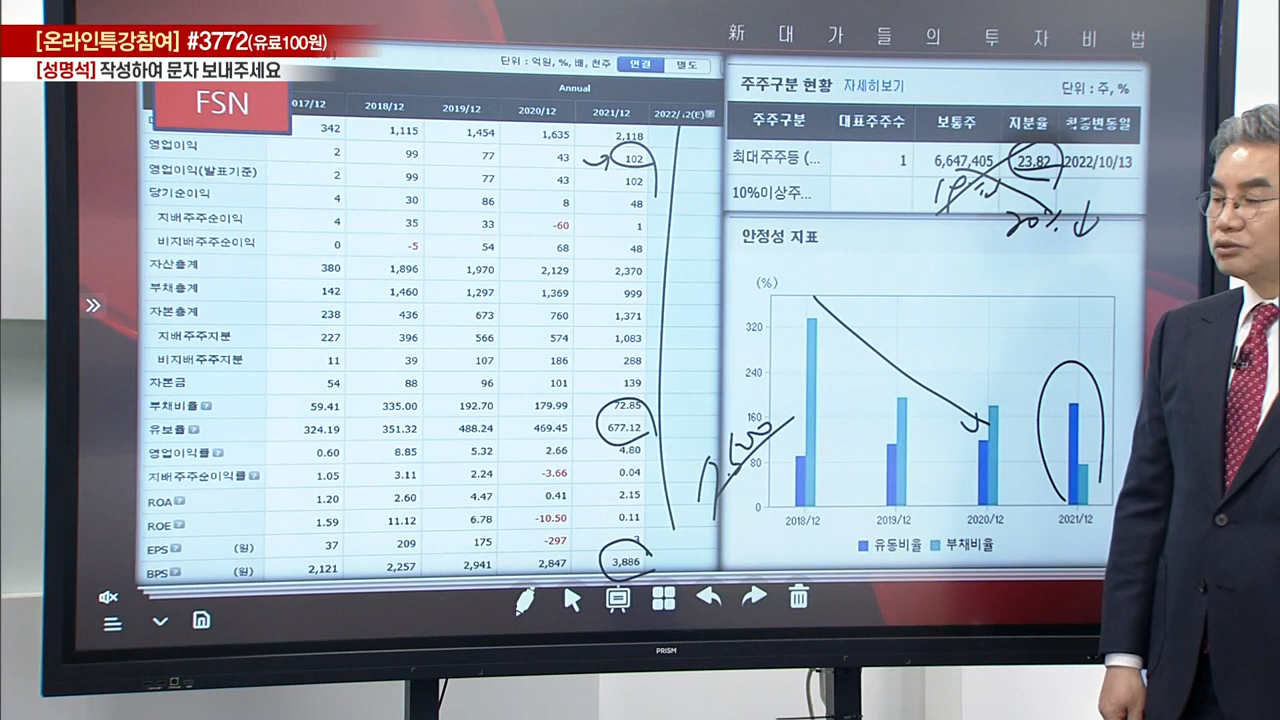 [온라인특강참여] #3772(유료100원)
[성명석] 작성하여 문자 보내주세요
FSN
新 대 가 들 의 투 자 비 법
단위 : 억원, %, 배, 천주 연결 별도
Annual
017/12 2018/12 2019/12 2020/12 2021/12
342 1,115 1,454 1,635 2,118
영업이익 2 99 77 43 102
영업이익(발표기준) 2 99 77 43 102
당기순이익 4 30 86 8 48
지배주주순이익 4 35 33 -60 1
비지배주주순이익 0 -5 54 68 48
자산총계 380 1,896 1,970 2,129 2,370
부채총계 142 1,460 1,297 1,369 999
자본총계 238 436 673 760 1,371
지배주주지분 227 396 566 574 1,083
비지배주주지분 11 39 107 186 288
자본금 54 88 96 101 139
부채비율 59.41 335.00 192.70 179.99 72.85
유보율 324.19 351.32 488.24 469.45 677.12
영업이익률 0.60 8.85 5.32 2.66 4.80
지배주주순이익률 1.05 3.11 2.24 -3.66 0.04
ROA 1.20 2.60 4.47 0.41 2.15
ROE 1.59 11.12 6.78 -10.50 0.11
EPS (원) 37 209 175 -297 3
BPS (원) 2,121 2,257 2,941 2,847 3,886
주주구분 현황 자세히보기 단위 : 주, %
주주구분 대표주주수 보통주 지분율 최종변동일
최대주주등 (... 1 6,647,405 23.82 2022/10/13
10%이상주...
20% ↓
안정성 지표
(%)
320
240
160
80
0
2018/12 2019/12 2020/12 2021/12
유동비율 부채비율
PRISM